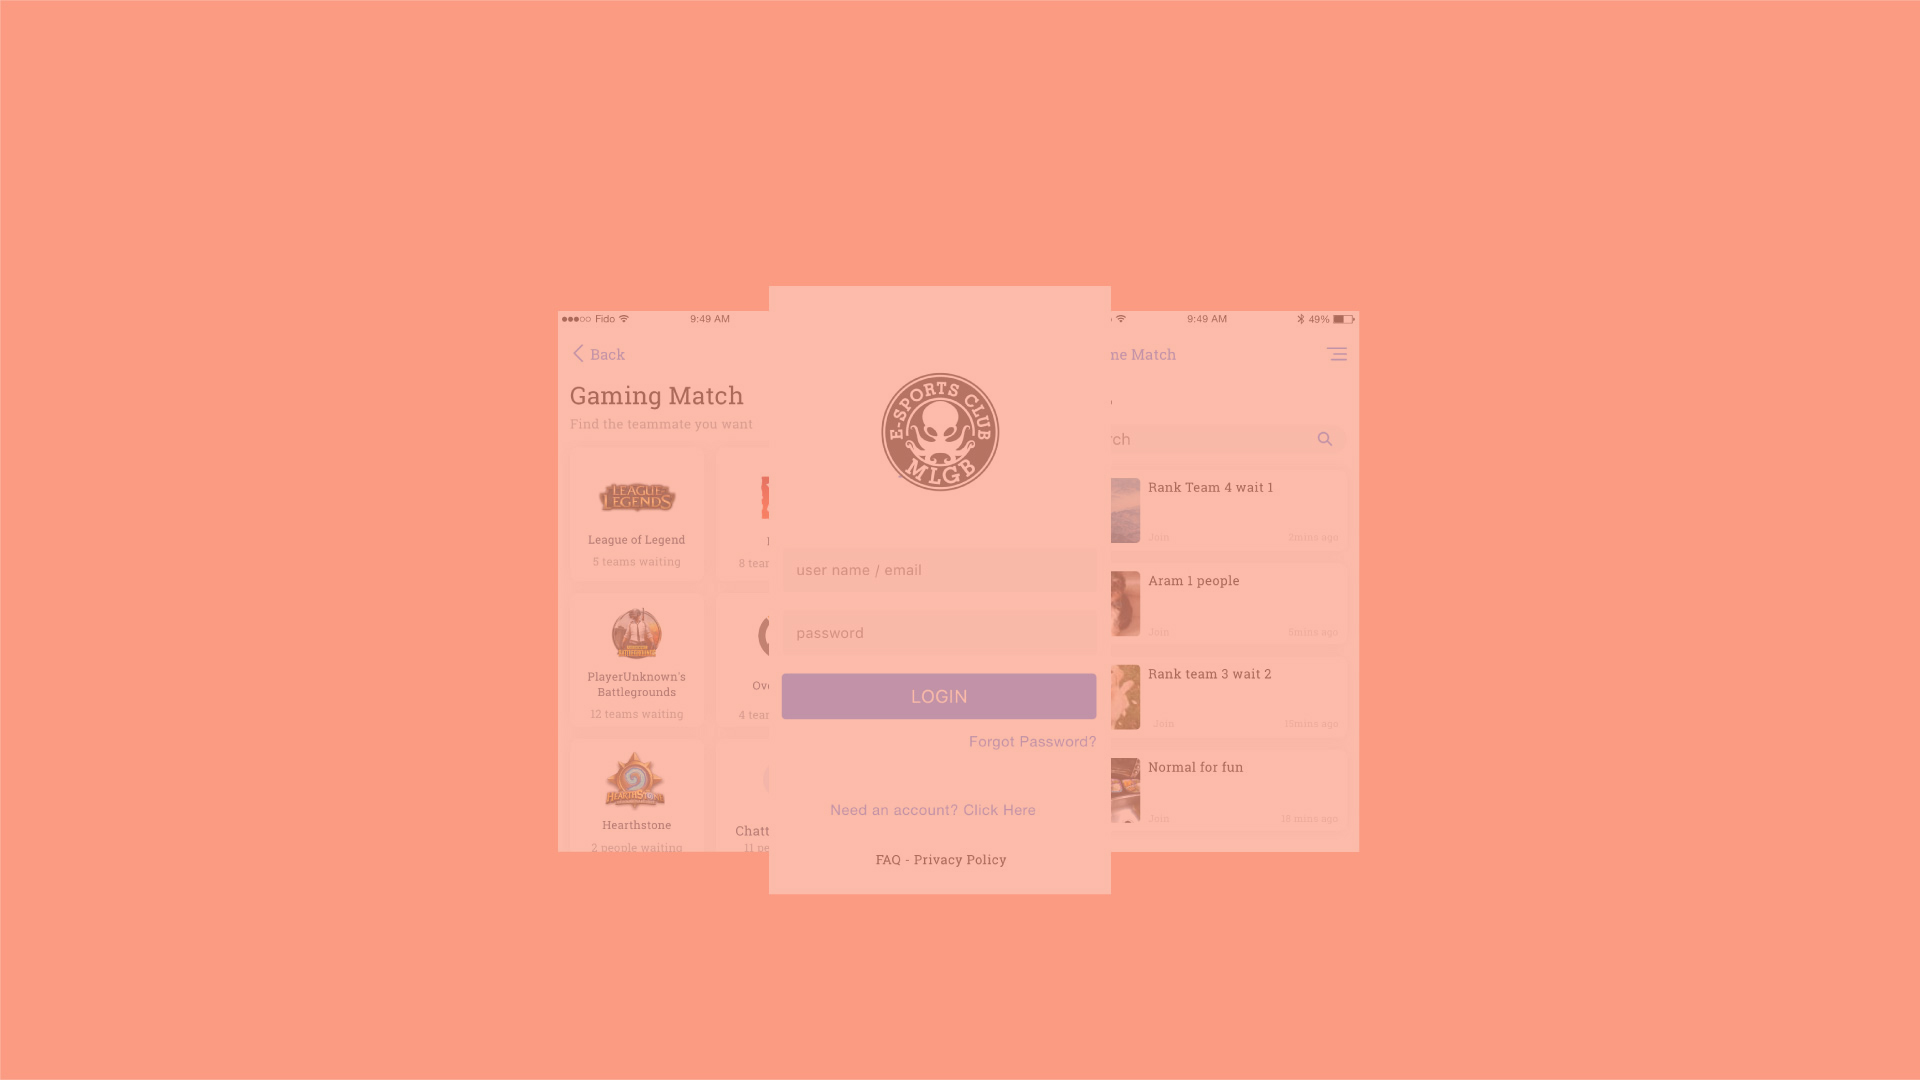 Fido
9:49 AM
Back
Gaming Match
Find the teammate you want
LEAGUE
LEGENDS
League of Legend
5 teams waiting
8 tear
BATTLEGROUNDS
PlayerUnknown's
Battlegrounds
12 teams waiting
Ove
4 tear
HEARTHSTONE
Hearthstone
2 people waiting
Chatt
11 pe
E-SPORTS CLUB
MLGB
user name / email
password
LOGIN
Forgot Password?
Need an account? Click Here
FAQ - Privacy Policy
9:49 AM
49%
ne Match
rch
Rank Team 4 wait 1
Join
2mins ago
Aram 1 people
Join
5mins ago
Rank team 3 wait 2
Join
15mins ago
Normal for fun
Join
18 mins ago